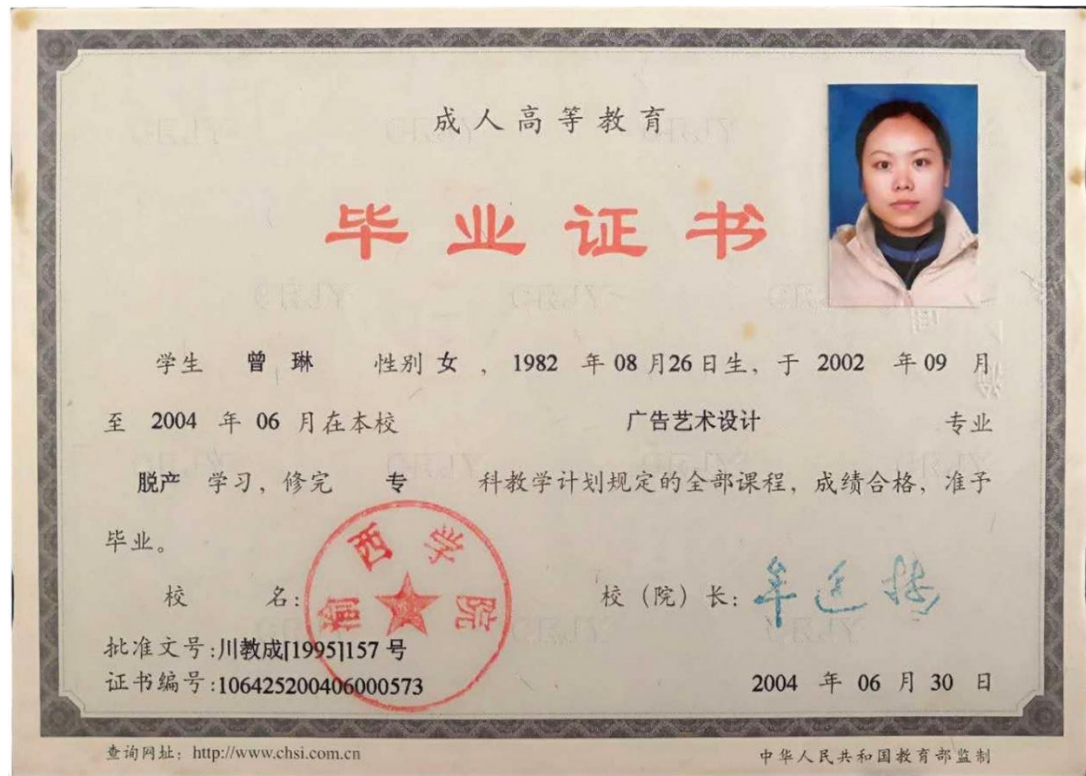 成人高等教育
毕业证书
学生 曾琳 性别 女 , 1982 年 08 月 26 日生, 于 2002 年 09 月
至 2004 年 06 月在本校 广告艺术设计 专业
脱产 学习, 修完 专 科教学计划规定的全部课程, 成绩合格, 准予
毕业。
校 名: 渝西学院
校 (院) 长:
批准文号:川教成[1995]157 号
证书编号:106425200406000573
2004 年 06 月 30 日
查询网址: http://www.chsi.com.cn
中华人民共和国教育部监制